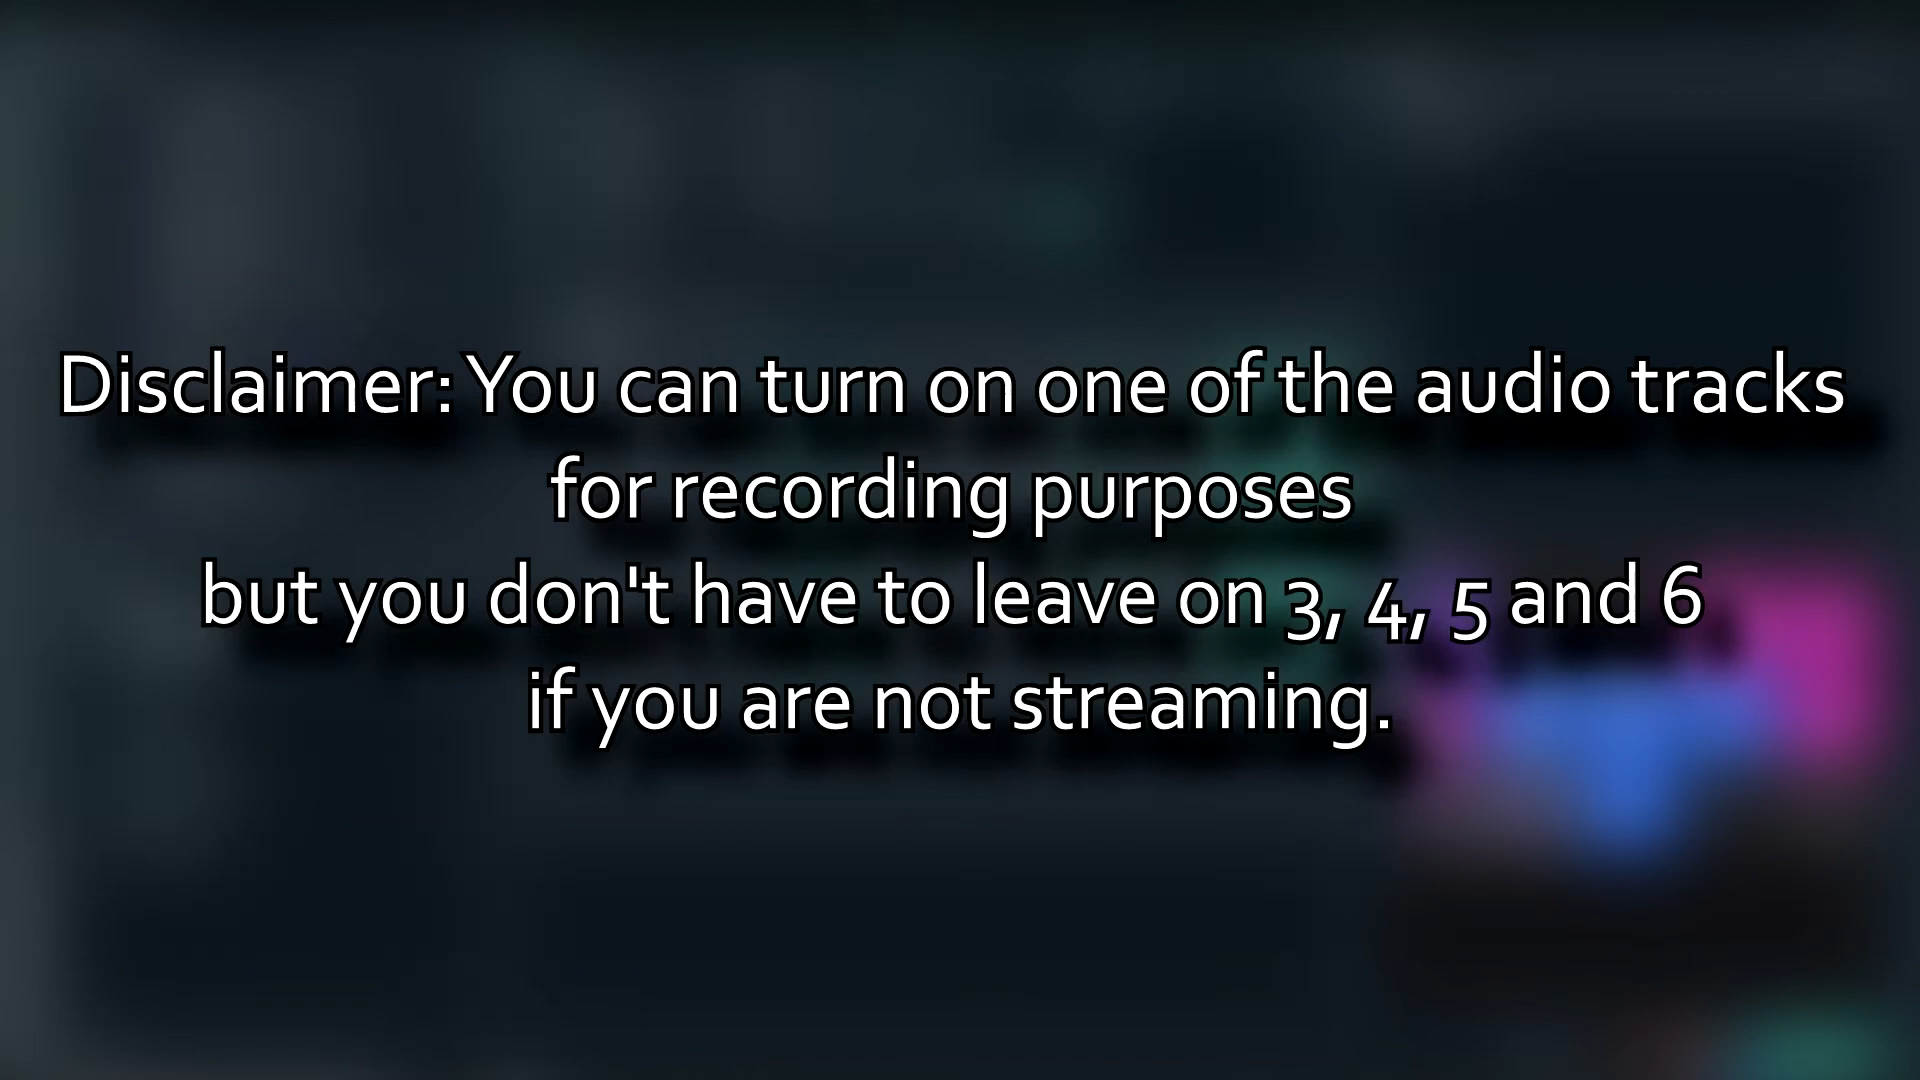 Disclaimer: You can turn on one of the audio tracks
for recording purposes
but you don't have to leave on 3, 4, 5 and 6
if you are not streaming.